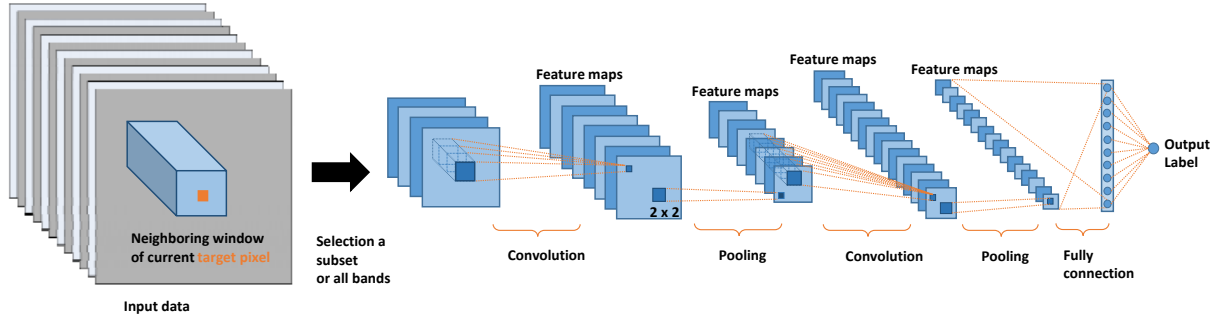 Neighboring window
of current target pixel
Input data
Selection a
subset
or all bands
Feature maps
2 x 2
Convolution
Feature maps
Pooling
Feature maps
Convolution
Feature maps
Pooling
Fully
connection
Output
Label